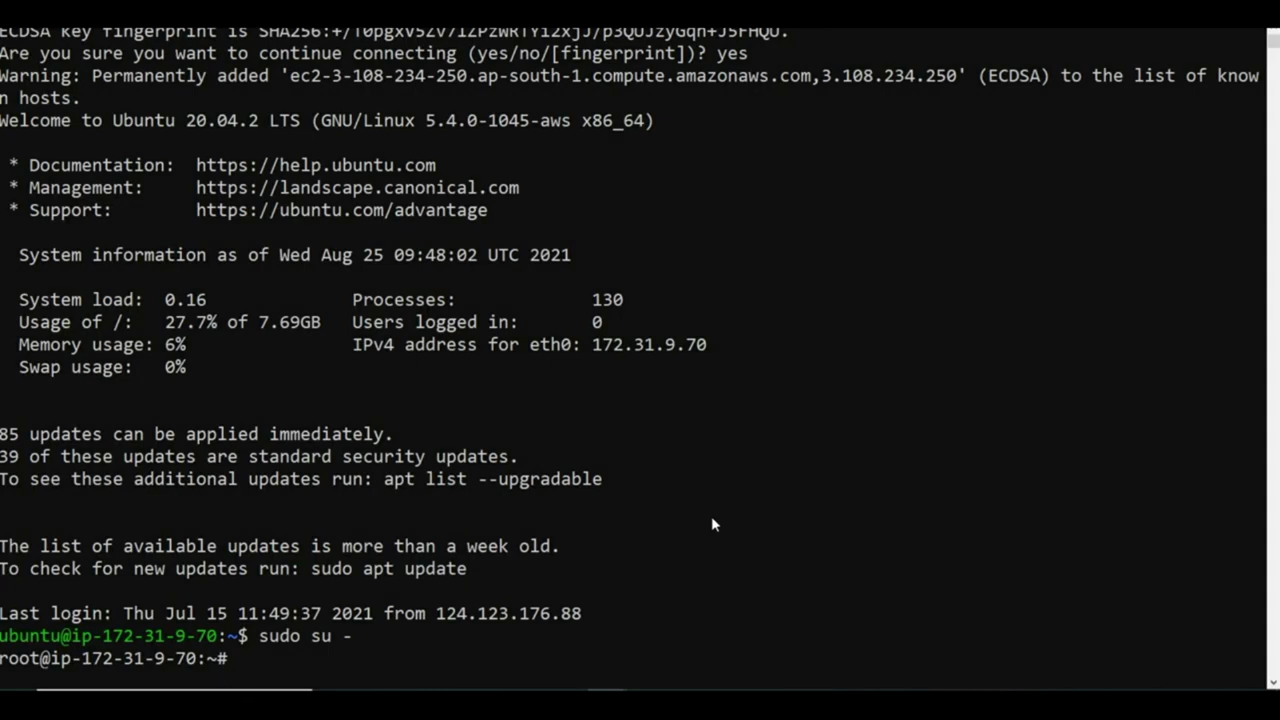 ECDSA key fingerprint is
Are you sure you want to continue connecting (yes/no/[fingerprint])? yes
Warning: Permanently added 'ec2-3-108-234-250.ap-south-1.compute.amazonaws.com,3.108.234.250' (ECDSA) to the list of know
n hosts.
Welcome to Ubuntu 20.04.2 LTS (GNU/Linux 5.4.0-1045-aws x86_64)
* Documentation: https://help.ubuntu.com
* Management: https://landscape.canonical.com
* Support: https://ubuntu.com/advantage
System information as of Wed Aug 25 09:48:02 UTC 2021
System load: 0.16 Processes: 130
Usage of /: 27.7% of 7.69GB Users logged in: 0
Memory usage: 6% IPv4 address for eth0: 172.31.9.70
Swap usage: 0%
85 updates can be applied immediately.
39 of these updates are standard security updates.
To see these additional updates run: apt list --upgradable
The list of available updates is more than a week old.
To check for new updates run: sudo apt update
Last login: Thu Jul 15 11:49:37 2021 from 124.123.176.88
ubuntu@ip-172-31-9-70:~$ sudo su -
root@ip-172-31-9-70:~#